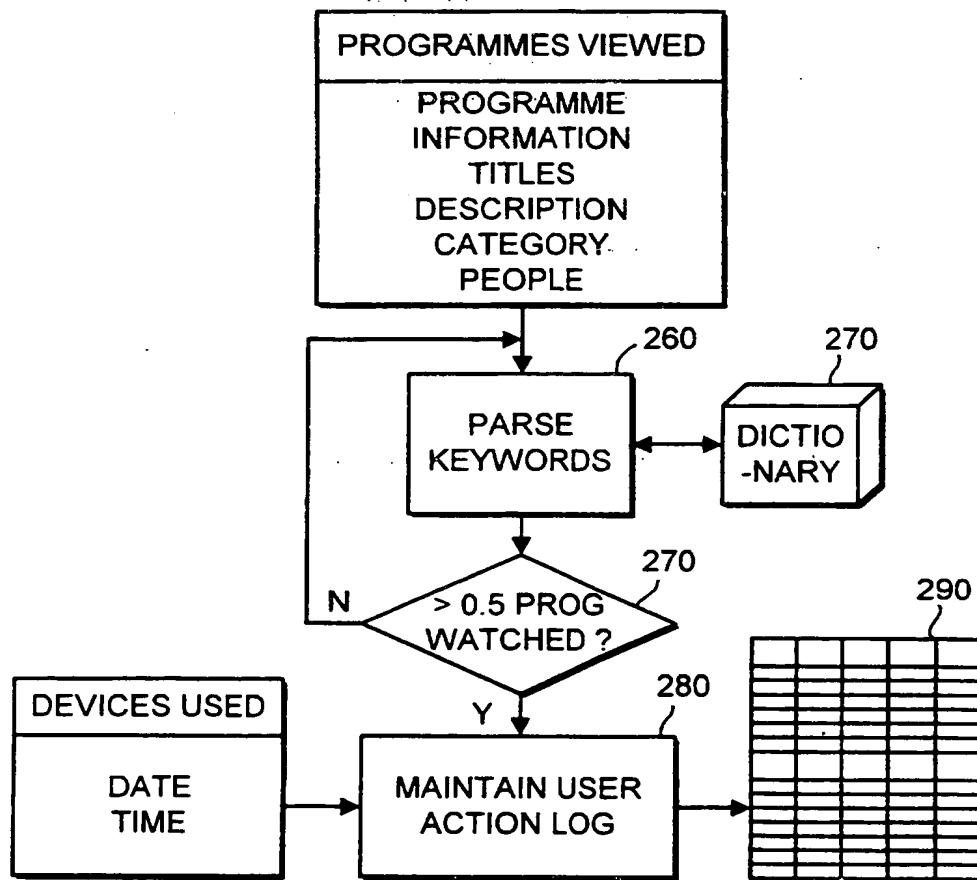 PROGRAMMES VIEWED
PROGRAMME
INFORMATION
TITLES
DESCRIPTION
CATEGORY
PEOPLE
260
270
PARSE
KEYWORDS
DICTIO
-NARY
270
N
> 0.5 PROG
WATCHED ?
290
Y
280
DEVICES USED
DATE
TIME
MAINTAIN USER
ACTION LOG